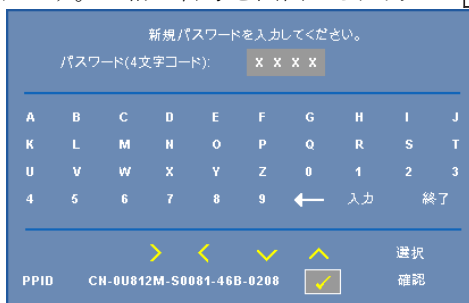 新規パスワードを入力してください。
パスワード(4文字コード): X X X X
A B C D E F G H I J
K L M N O P Q R S T
U V W X Y Z 0 1 2 3
4 5 6 7 8 9 ← 入力 終了
選択
PPID CN-0U812M-S0081-46B-0208 ✓ 確認